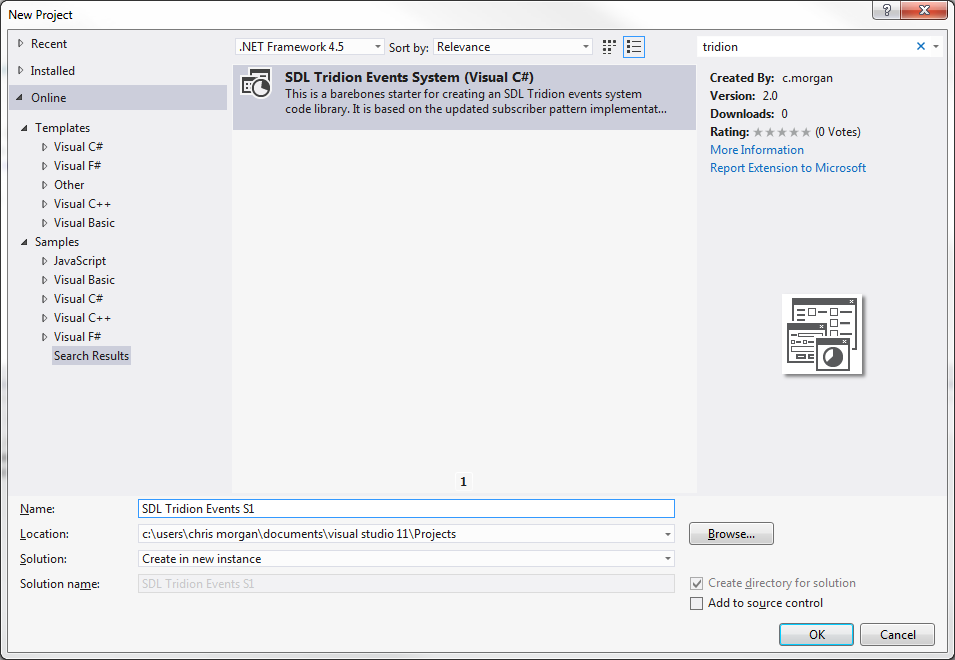 New Project
?
Recent
Installed
Online
Templates
Visual C#
Visual F#
Other
Visual C++
Visual Basic
Samples
JavaScript
Visual Basic
Visual C#
Visual C++
Visual F#
Search Results
.NET Framework 4.5
Sort by:
Relevance
SDL Tridion Events System (Visual C#)
This is a barebones starter for creating an SDL Tridion events system
code library. It is based on the updated subscriber pattern implementat...
1
tridion
Created By: c.morgan
Version: 2.0
Downloads: 0
Rating: (0 Votes)
More Information
Report Extension to Microsoft
Name:
SDL Tridion Events S1
Location:
c:\users\chris morgan\documents\visual studio 11\Projects
Browse...
Solution:
Create in new instance
Solution name:
SDL Tridion Events S1
Create directory for solution
Add to source control
OK
Cancel